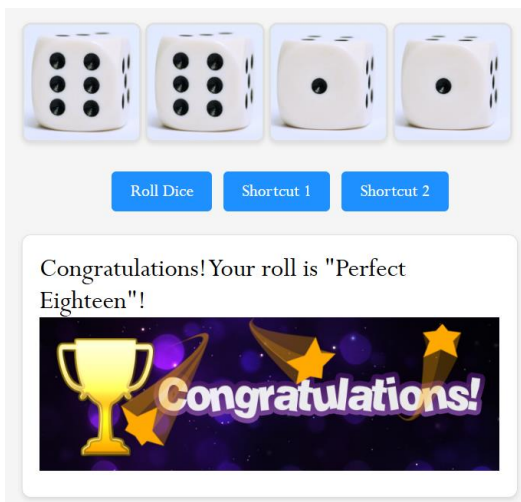 Roll Dice
Shortcut 1
Shortcut 2
Congratulations! Your roll is "Perfect
Eighteen"!
Congratulations!